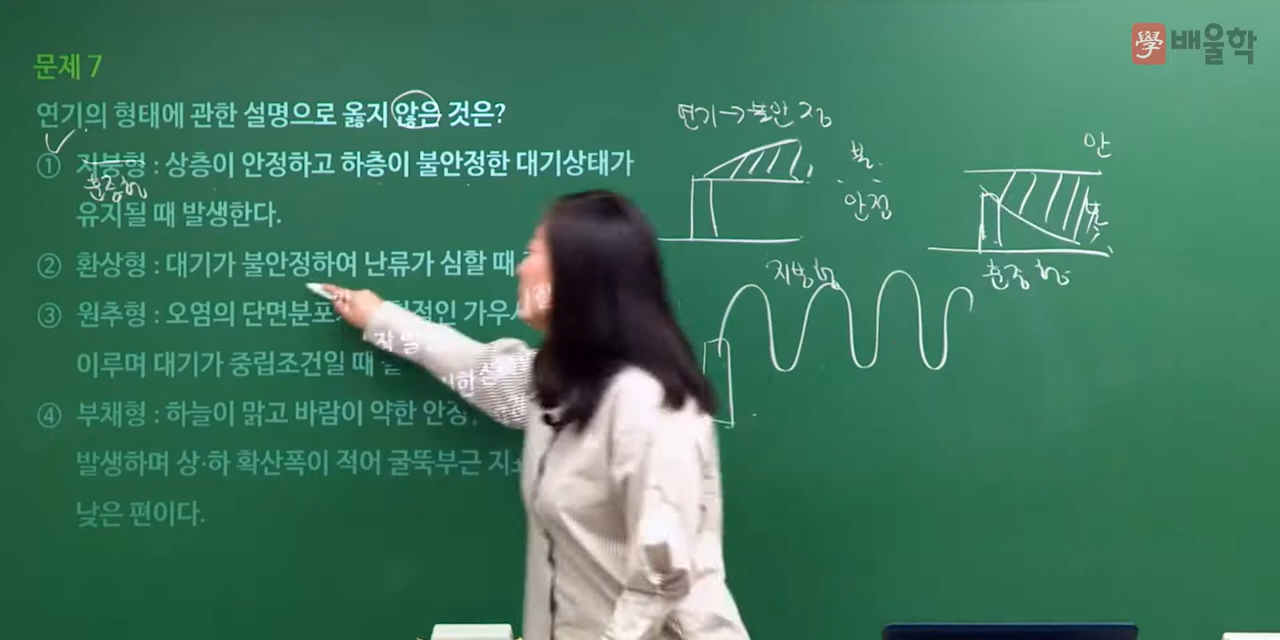 學 배울학
문제 7
연기의 형태에 관한 설명으로 옳지 않은 것은?
① 지붕형 : 상층이 안정하고 하층이 불안정한 대기상태가
훈증형
유지될 때 발생한다.
② 환상형 : 대기가 불안정하여 난류가 심할 때
③ 원추형 : 오염의 단면분포 적인 가우시
이루며 대기가 중립조건일 때
④ 부채형 : 하늘이 맑고 바람이 약한 안정
발생하며 상·하 확산폭이 적어 굴뚝부근 지표
낮은 편이다.
연기→불안정
불
안정
지붕형
안
불
훈증형